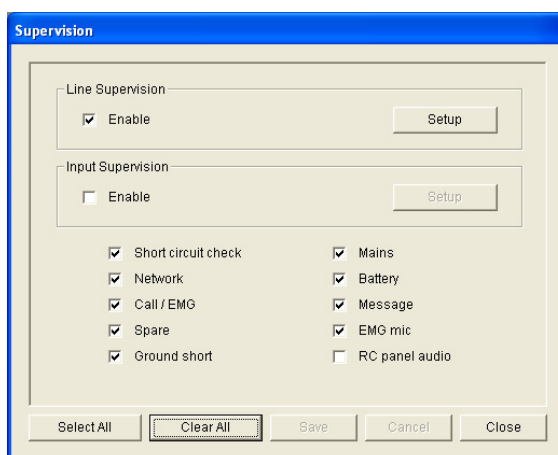 Supervision
Line Supervision
Enable
Setup
Input Supervision
Enable
Setup
Short circuit check
Mains
Network
Battery
Call / EMG
Message
Spare
EMG mic
Ground short
RC panel audio
Select All
Clear All
Save
Cancel
Close